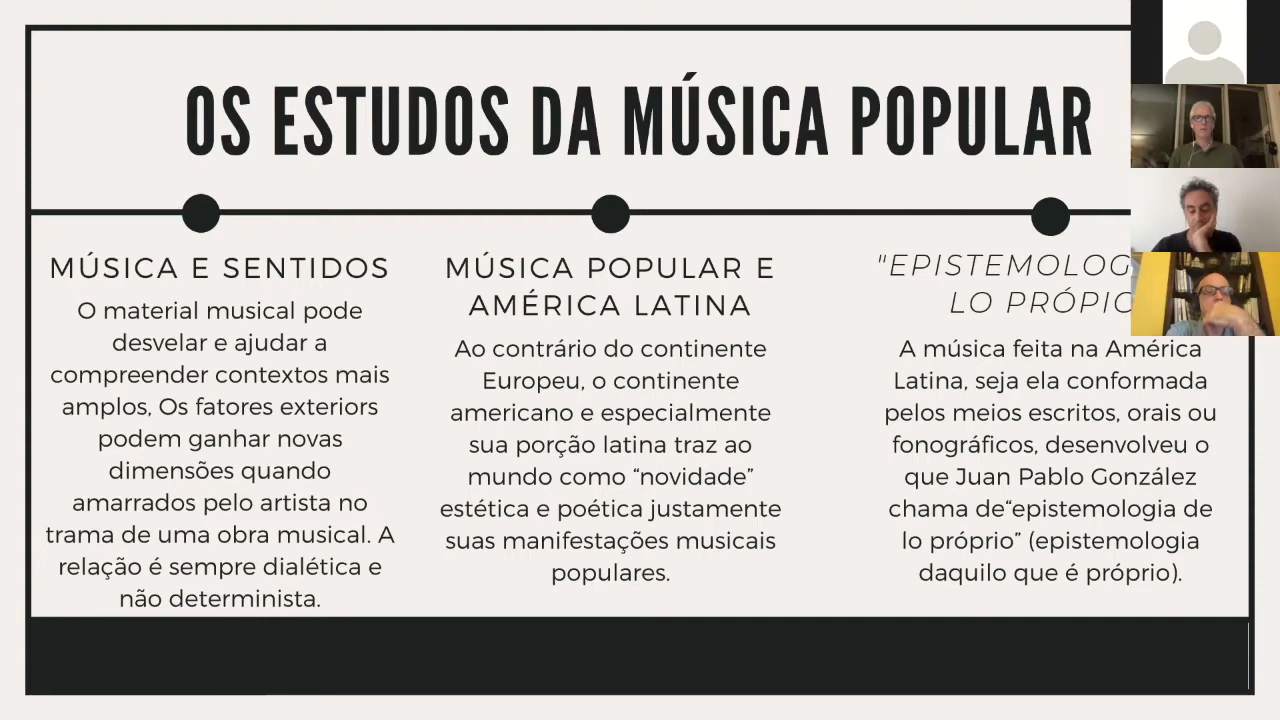 OS ESTUDOS DA MÚSICA POPULAR
MÚSICA E SENTIDOS
O material musical pode
desvelar e ajudar a
compreender contextos mais
amplos, Os fatores exteriors
podem ganhar novas
dimensões quando
amarrados pelo artista no
trama de uma obra musical. A
relação é sempre dialética e
não determinista.
MÚSICA POPULAR E
AMÉRICA LATINA
Ao contrário do continente
Europeu, o continente
americano e especialmente
sua porção latina traz ao
mundo como “novidade”
estética e poética justamente
suas manifestações musicais
populares.
LO PRÓPIO
A música feita na América
Latina, seja ela conformada
pelos meios escritos, orais ou
fonográficos, desenvolveu o
que Juan Pablo González
chama de“epistemologia de
lo próprio” (epistemologia
daquilo que é próprio).